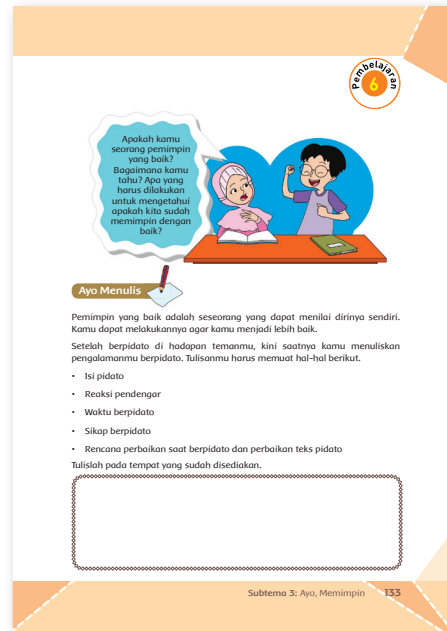 Pembelajaran
6
Apakah kamu
seorang pemimpin
yang baik?
Bagaimana kamu
tahu? Apa yang
harus dilakukan
untuk mengetahui
apakah kita sudah
memimpin dengan
baik?
Ayo Menulis
Pemimpin yang baik adalah seseorang yang dapat menilai dirinya sendiri.
Kamu dapat melakukannya agar kamu menjadi lebih baik.
Setelah berpidato di hadapan temanmu, kini saatnya kamu menuliskan
pengalamanmu berpidato. Tulisanmu harus memuat hal-hal berikut.
• Isi pidato
• Reaksi pendengar
• Waktu berpidato
• Sikap berpidato
• Rencana perbaikan saat berpidato dan perbaikan teks pidato
Tulislah pada tempat yang sudah disediakan.
Subtema 3: Ayo, Memimpin 133